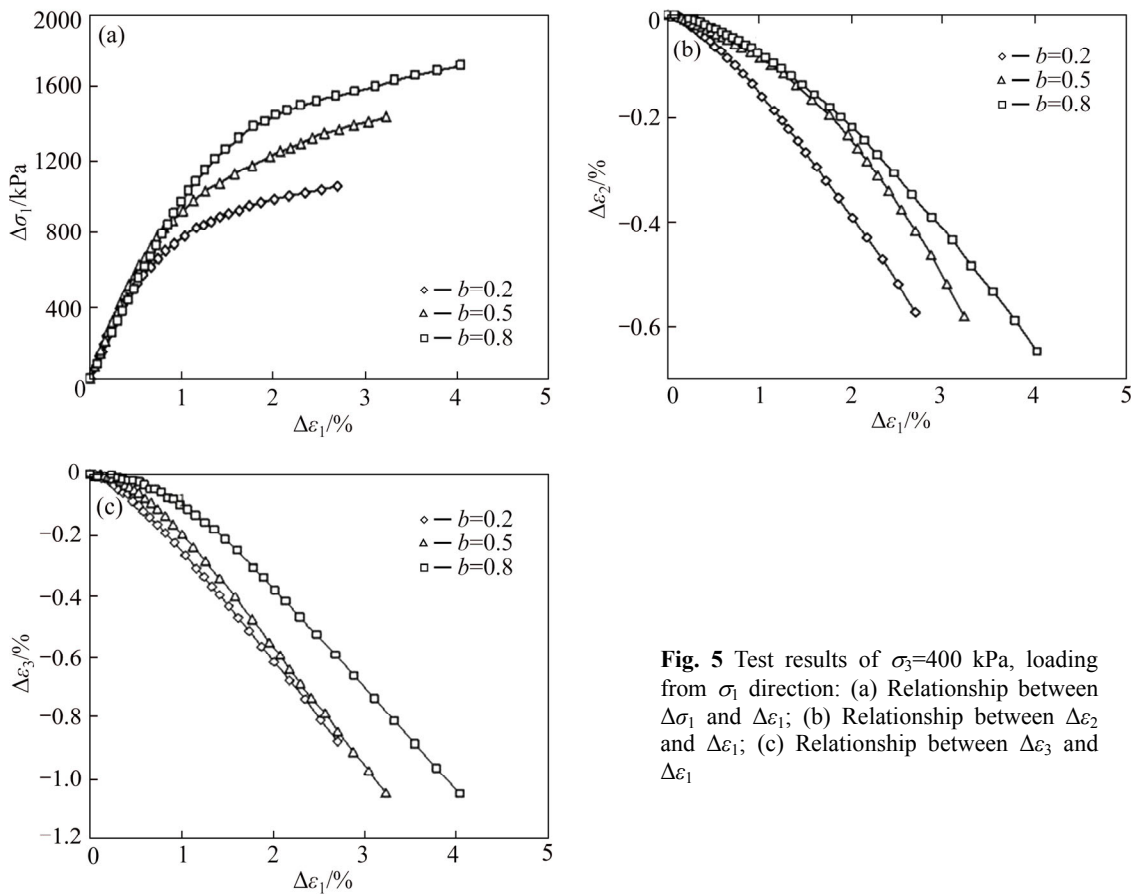 (a)
2000
1600
1200
800
400
0
Δσ₁/kPa
b=0.2
b=0.5
b=0.8
1 2 3 4 5
Δε₁/%
(b)
0 1 2 3 4 5
−0.2
−0.4
−0.6
Δε₂/%
b=0.2
b=0.5
b=0.8
Δε₁/%
(c)
0
−0.2
−0.4
−0.6
−0.8
−1.0
−1.2
Δε₃/%
b=0.2
b=0.5
b=0.8
0 1 2 3 4 5
Δε₁/%
Fig. 5 Test results of σ₃=400 kPa, loading
from σ₁ direction: (a) Relationship between
Δσ₁ and Δε₁; (b) Relationship between Δε₂
and Δε₁; (c) Relationship between Δε₃ and
Δε₁